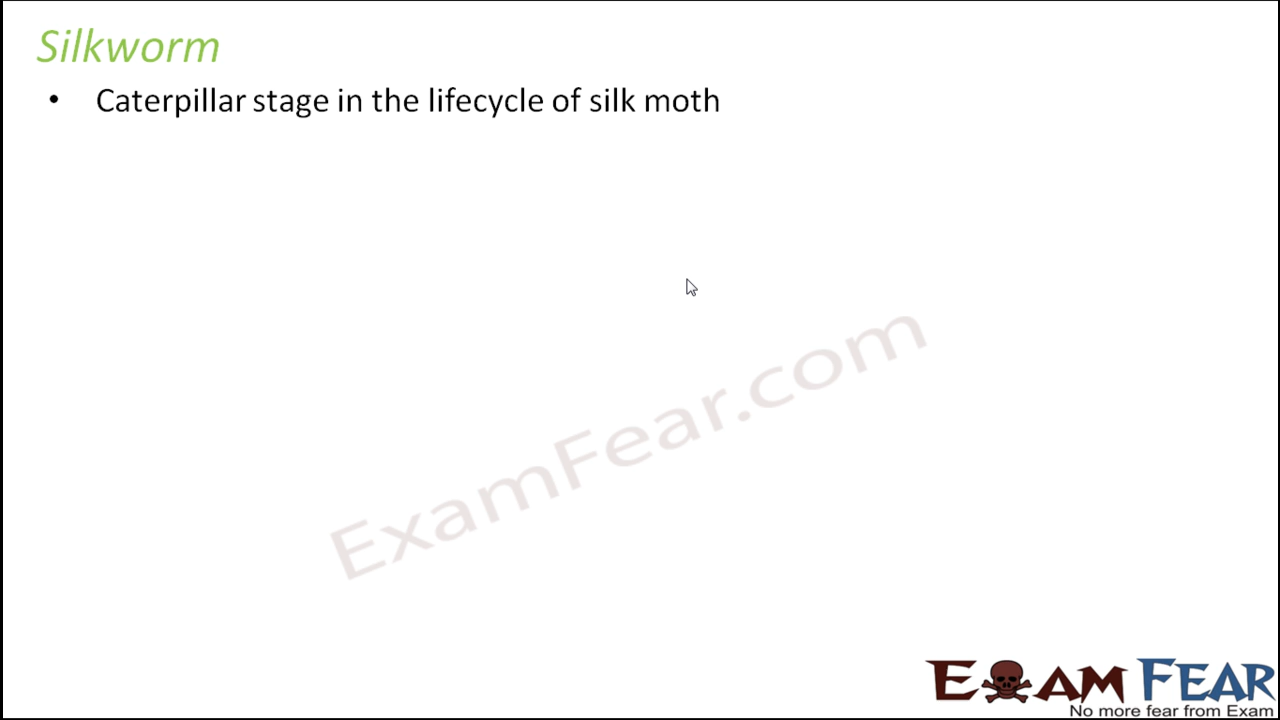 Silkworm
• Caterpillar stage in the lifecycle of silk moth
ExamFear.com
EXAM FEAR
No more fear from Exam